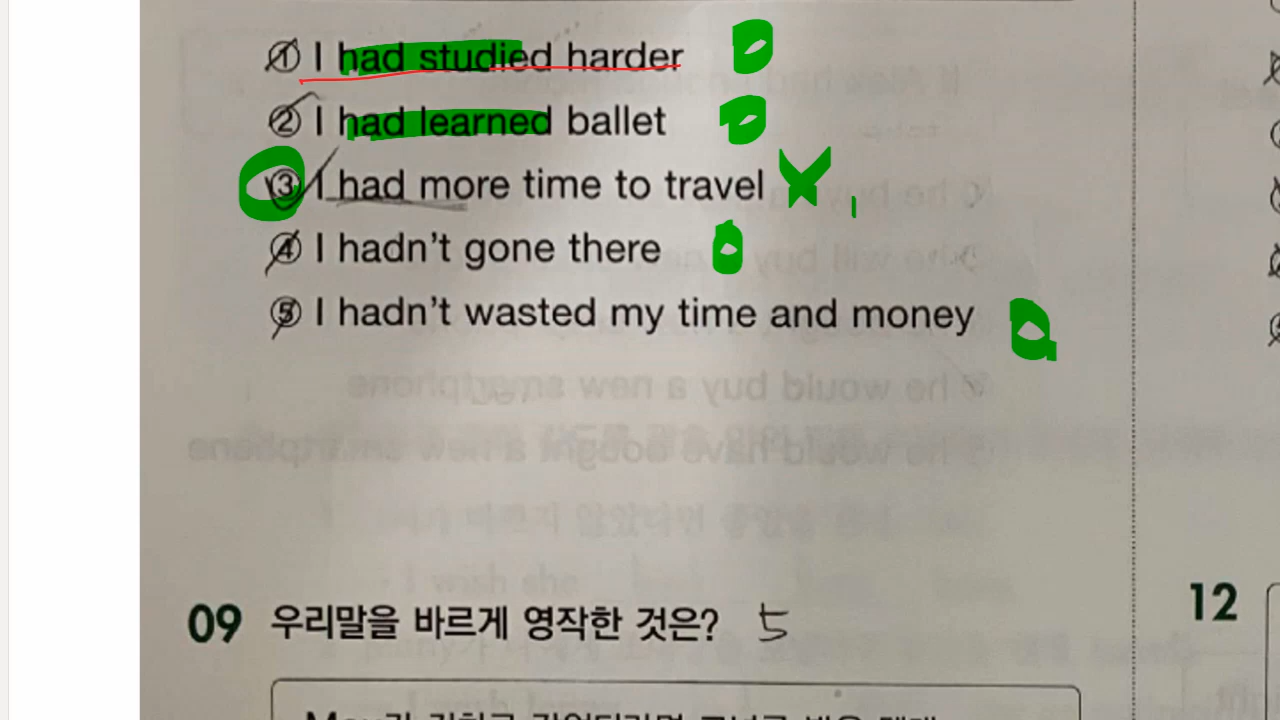 ① I had studied harder
② I had learned ballet
③ I had more time to travel
④ I hadn't gone there
⑤ I hadn't wasted my time and money
09 우리말을 바르게 영작한 것은? 5
12